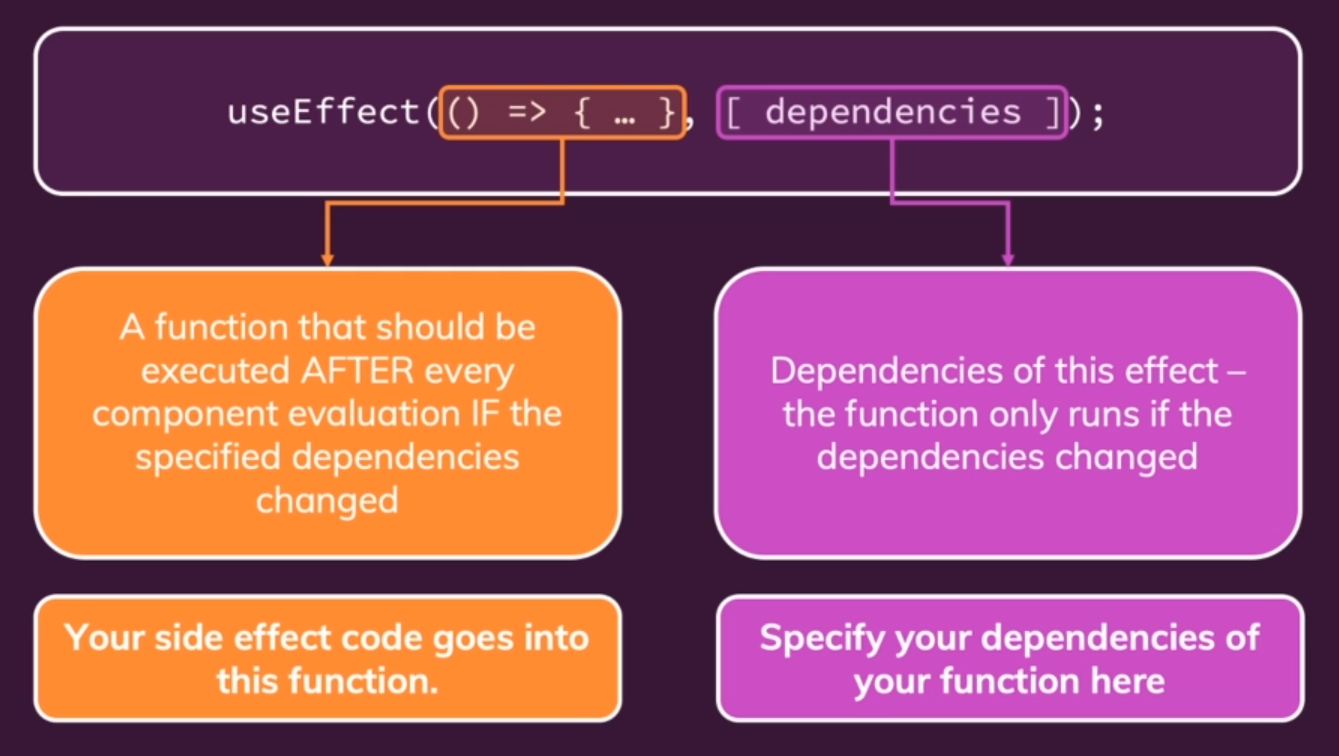 useEffect(() => { … }, [ dependencies ]);
A function that should be
executed AFTER every
component evaluation IF the
specified dependencies
changed
Dependencies of this effect –
the function only runs if the
dependencies changed
Your side effect code goes into
this function.
Specify your dependencies of
your function here